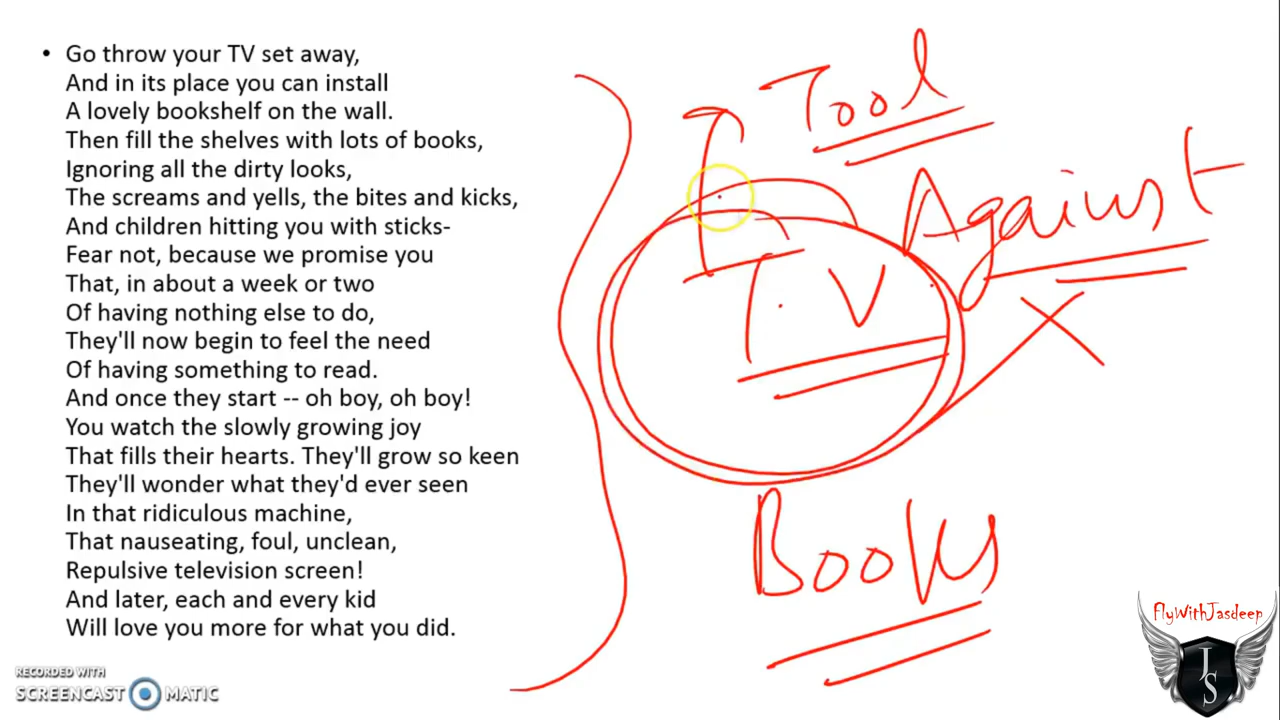 • Go throw your TV set away,
And in its place you can install
A lovely bookshelf on the wall.
Then fill the shelves with lots of books,
Ignoring all the dirty looks,
The screams and yells, the bites and kicks,
And children hitting you with sticks-
Fear not, because we promise you
That, in about a week or two
Of having nothing else to do,
They'll now begin to feel the need
Of having something to read.
And once they start -- oh boy, oh boy!
You watch the slowly growing joy
That fills their hearts. They'll grow so keen
They'll wonder what they'd ever seen
In that ridiculous machine,
That nauseating, foul, unclean,
Repulsive television screen!
And later, each and every kid
Will love you more for what you did.
Tool
Against
T.V
Books
FlyWithJasdeep
JS
RECORDED WITH
SCREENCAST MATIC